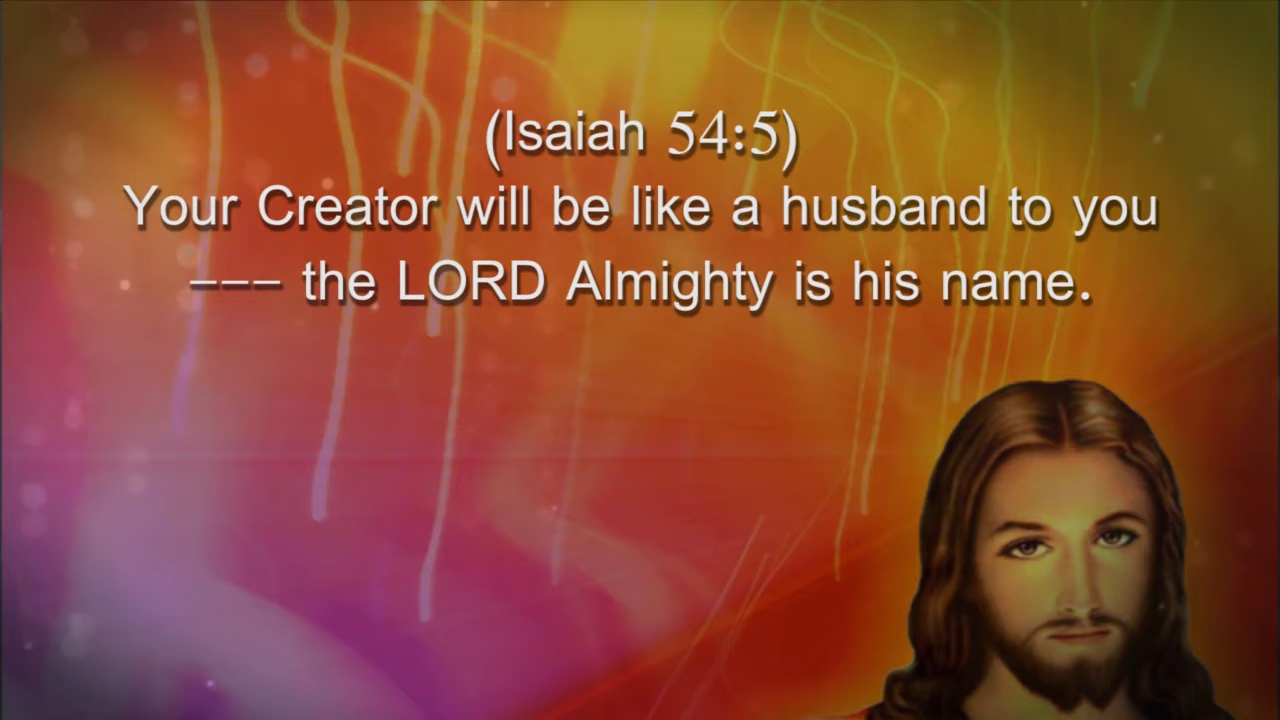 (Isaiah 54:5)
Your Creator will be like a husband to you
--- the LORD Almighty is his name.